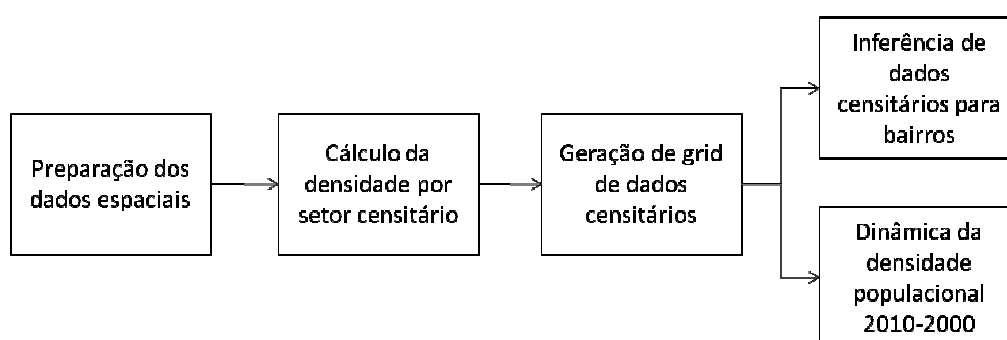 Preparação dos
dados espaciais
Cálculo da
densidade por
setor censitário
Geração de grid
de dados
censitários
Inferência de
dados
censitários para
bairros
Dinâmica da
densidade
populacional
2010-2000